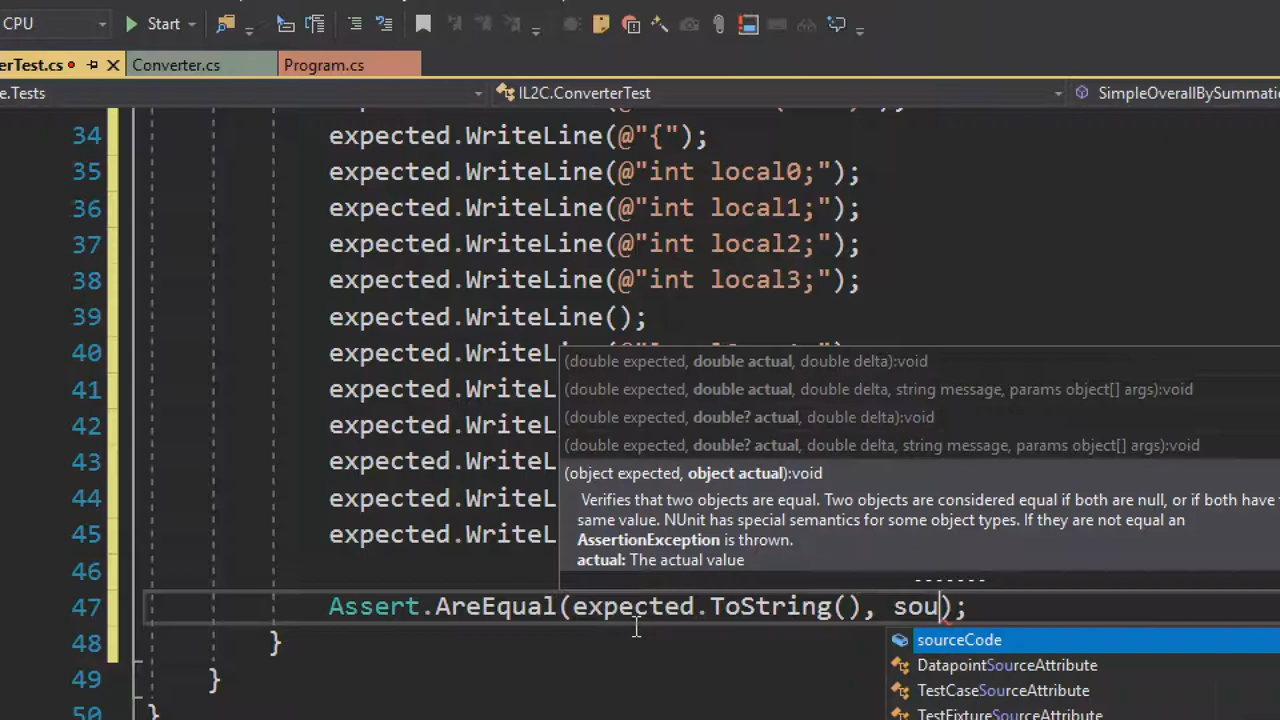 CPU Start
erTest.cs Converter.cs Program.cs
e.Tests IL2C.ConverterTest SimpleOverallBySummatio
34 expected.WriteLine(@"{");
35 expected.WriteLine(@"int local0;");
36 expected.WriteLine(@"int local1;");
37 expected.WriteLine(@"int local2;");
38 expected.WriteLine(@"int local3;");
39 expected.WriteLine();
40 expected.WriteL
41 expected.WriteL
42 expected.WriteL
43 expected.WriteL
44 expected.WriteL
45 expected.WriteL
(double expected, double actual, double delta):void
(double expected, double actual, double delta, string message, params object[] args):void
(double expected, double? actual, double delta):void
(double expected, double? actual, double delta, string message, params object[] args):void
(object expected, object actual):void
Verifies that two objects are equal. Two objects are considered equal if both are null, or if both have t
same value. NUnit has special semantics for some object types. If they are not equal an
AssertionException is thrown.
actual: The actual value
46
47 Assert.AreEqual(expected.ToString(), sou);
48 }
49 }
50 }
sourceCode
DatapointSourceAttribute
TestCaseSourceAttribute
TestFixtureSourceAttribute